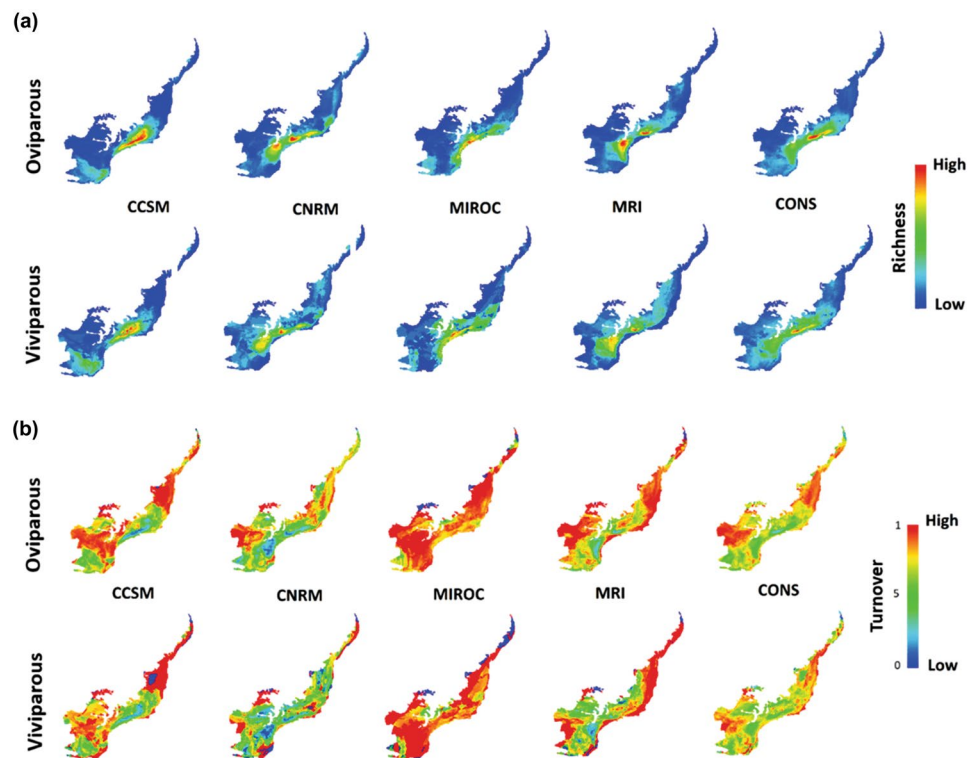 (a)
Oviparous
CCSM
CNRM
MIROC
MRI
CONS
Viviparous
High
Richness
Low
(b)
Oviparous
CCSM
CNRM
MIROC
MRI
CONS
Viviparous
1 High
5
Turnover
0 Low